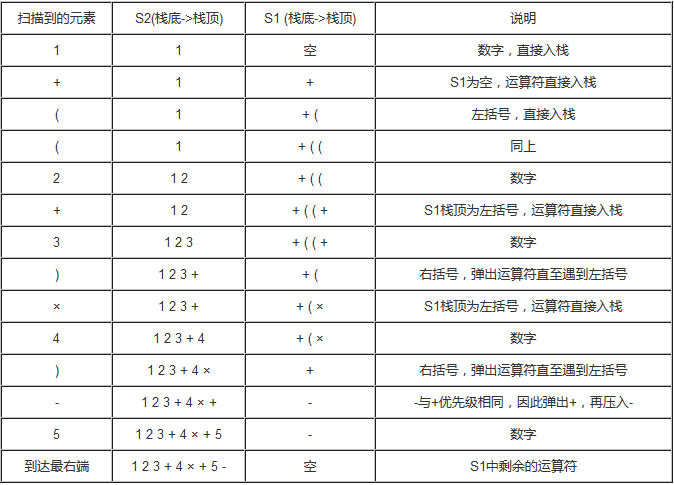 扫描到的元素 S2(栈底->栈顶) S1 (栈底->栈顶) 说明
1 1 空 数字，直接入栈
+ 1 + S1为空，运算符直接入栈
( 1 + ( 左括号，直接入栈
( 1 + ( ( 同上
2 1 2 + ( ( 数字
+ 1 2 + ( ( + S1栈顶为左括号，运算符直接入栈
3 1 2 3 + ( ( + 数字
) 1 2 3 + + ( 右括号，弹出运算符直至遇到左括号
× 1 2 3 + + ( × S1栈顶为左括号，运算符直接入栈
4 1 2 3 + 4 + ( × 数字
) 1 2 3 + 4 × + 右括号，弹出运算符直至遇到左括号
- 1 2 3 + 4 × + - -与+优先级相同，因此弹出+，再压入-
5 1 2 3 + 4 × + 5 - 数字
到达最右端 1 2 3 + 4 × + 5 - 空 S1中剩余的运算符